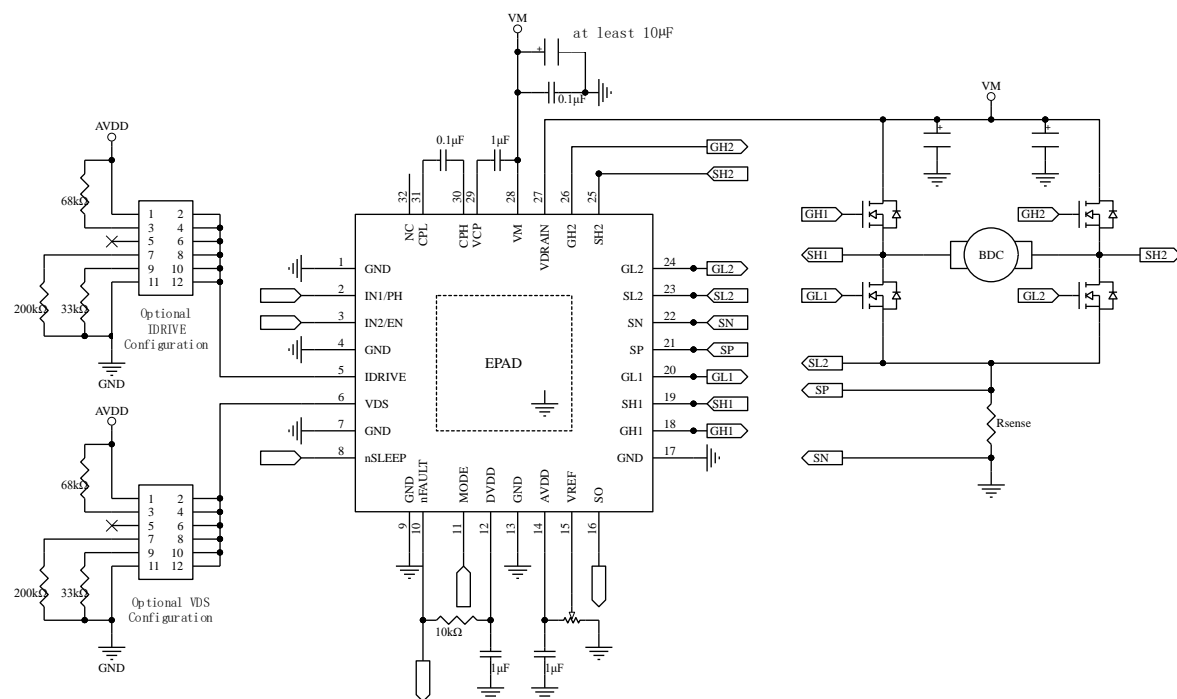 VM
at least 10µF
+
0.1µF
VM
AVDD
0.1µF
1µF
GH2
+
+
SH2
68kΩ
32
31
30
29
28
27
26
25
1 2
3 4
5 6
7 8
9 10
11 12
NC
CPL
CPH
VCP
VM
VDRAIN
GH2
SH2
GH1
GH2
SH1
BDC
SH2
GL1
GL2
200kΩ
33kΩ
Optional
IDRIVE
Configuration
GND
1 GND
2 IN1/PH
3 IN2/EN
4 GND
5 IDRIVE
6 VDS
7 GND
8 nSLEEP
EPAD
GL2 24 GL2
SL2 23 SL2
SN 22 SN
SP 21 SP
GL1 20 GL1
SH1 19 SH1
GH1 18 GH1
GND 17
SL2
SP
Rsense
SN
AVDD
68kΩ
1 2
3 4
5 6
7 8
9 10
11 12
200kΩ
33kΩ
Optional VDS
Configuration
GND
GND
nFAULT
MODE
DVDD
GND
AVDD
VREF
SO
9
10
11
12
13
14
15
16
10kΩ
1µF
1µF